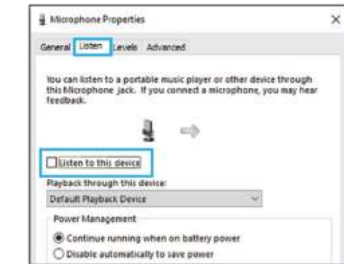 Microphone Properties
General Listen Levels Advanced
You can listen to a portable music player or other device through
this Microphone jack. If you connect a microphone, you may hear
feedback.
Listen to this device
Playback through this device:
Default Playback Device
Power Management
Continue running when on battery power
Disable automatically to save power